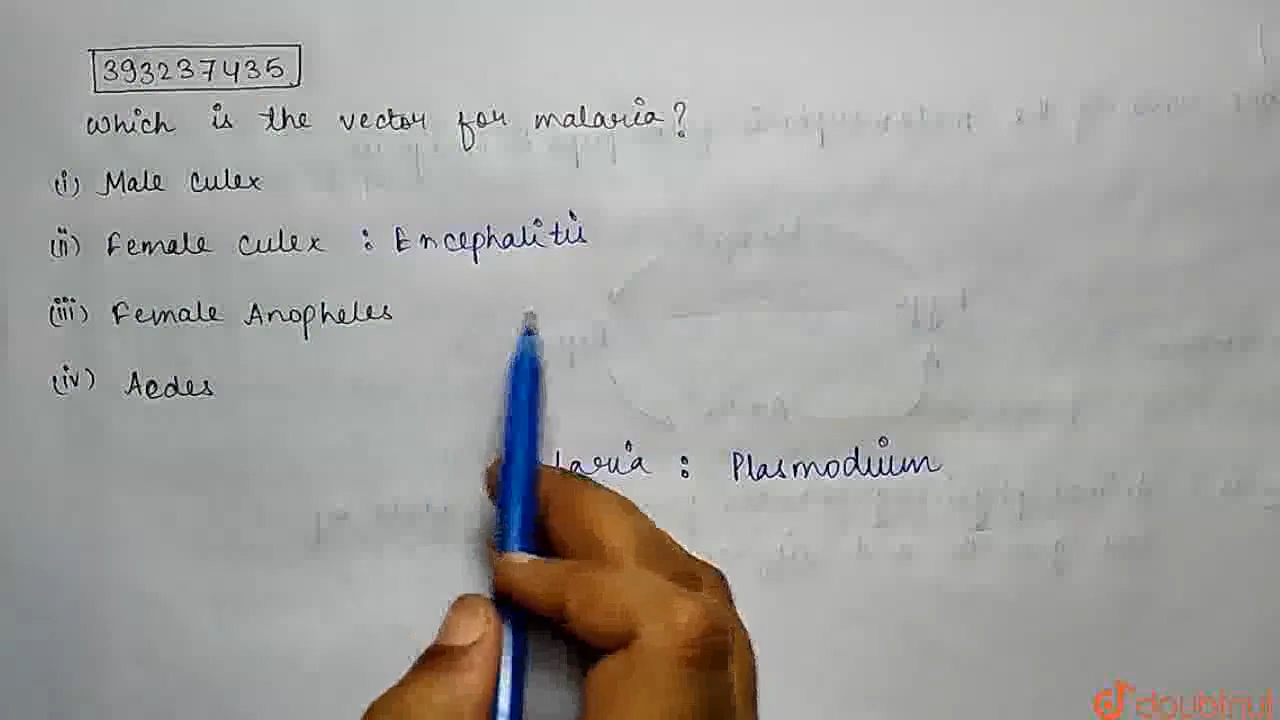 393237435
Which is the vector for malaria?
(i) Male Culex
(ii) Female Culex : Encephalitis
(iii) Female Anopheles
(iv) Aedes
laria : Plasmodium
doubtnut